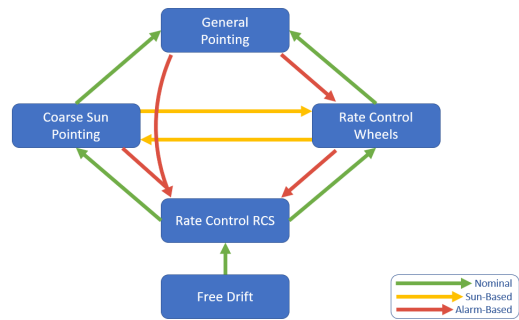 General
Pointing
Coarse Sun
Pointing
Rate Control
Wheels
Rate Control RCS
Free Drift
Nominal
Sun-Based
Alarm-Based